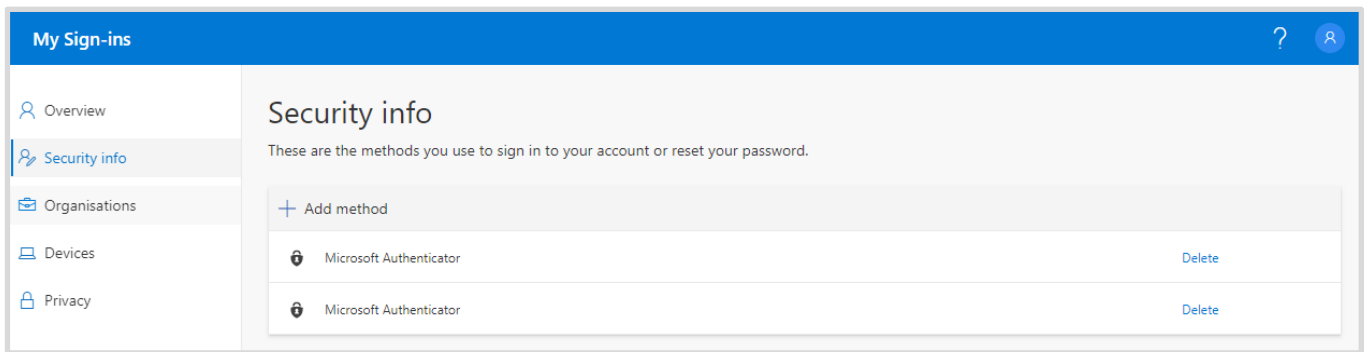 My Sign-ins
?
Overview
Security info
Organisations
Devices
Privacy
Security info
These are the methods you use to sign in to your account or reset your password.
+ Add method
Microsoft Authenticator Delete
Microsoft Authenticator Delete